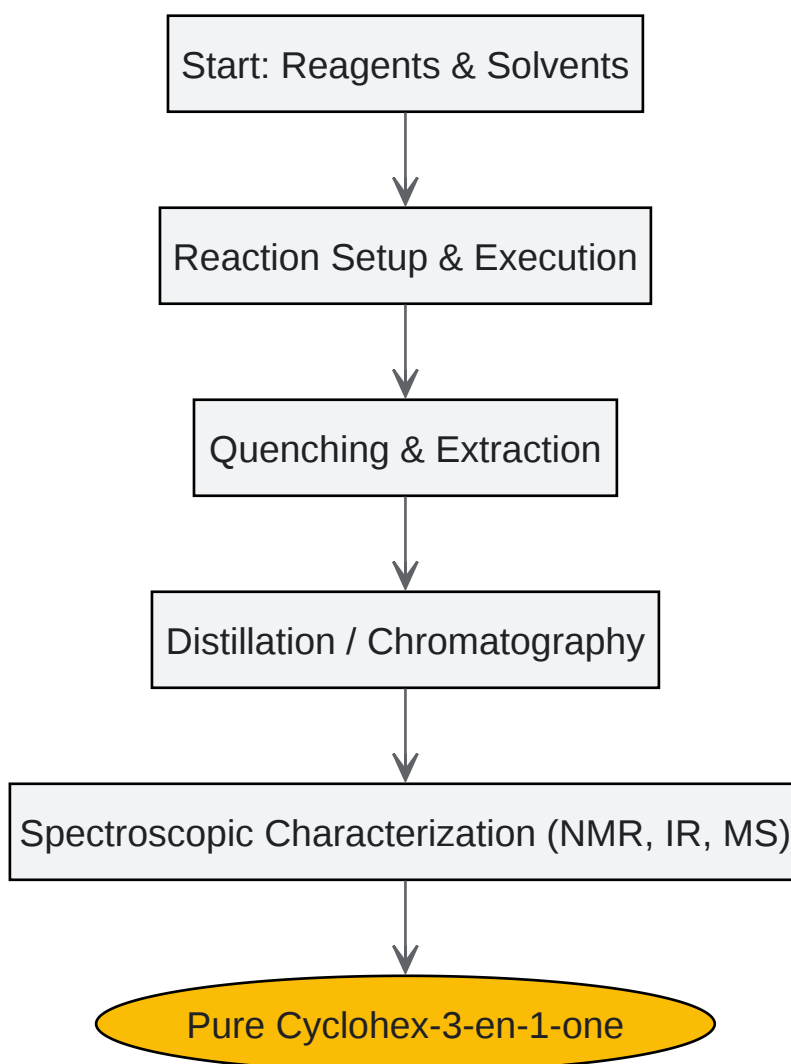 Start: Reagents & Solvents
Reaction Setup & Execution
Quenching & Extraction
Distillation / Chromatography
Spectroscopic Characterization (NMR, IR, MS)
Pure Cyclohex-3-en-1-one